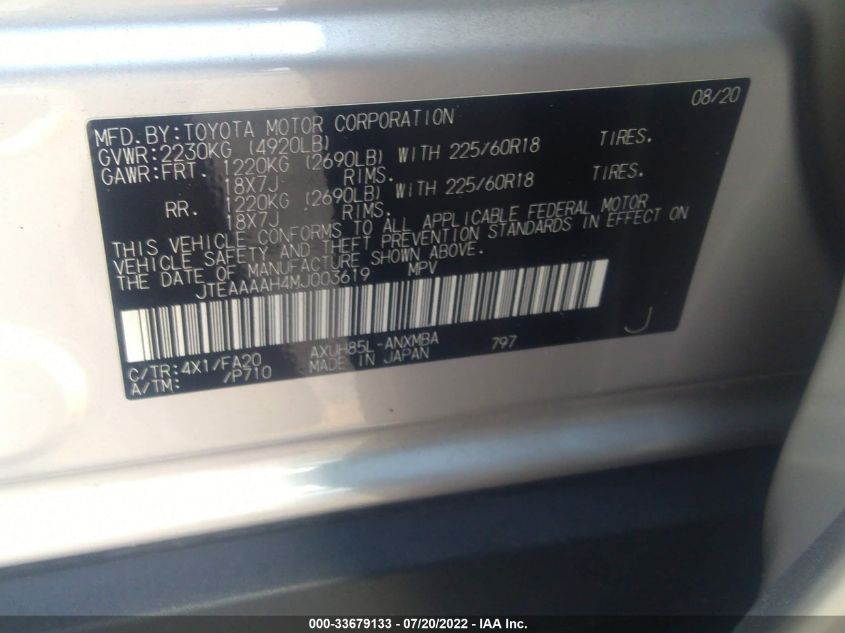 08/20
MFD.BY:TOYOTA MOTOR CORPORATION
GVWR:2230KG (4920LB)
GAWR:FRT. 1220KG (2690LB) WITH 225/60R18 TIRES.
18X7J RIMS.
RR. 1220KG (2690LB) WITH 225/60R18 TIRES.
18X7J RIMS.
THIS VEHICLE CONFORMS TO ALL APPLICABLE FEDERAL MOTOR
VEHICLE SAFETY AND THEFT PREVENTION STANDARDS IN EFFECT ON
THE DATE OF MANUFACTURE SHOWN ABOVE.
JTEAAAAH4MJ003619 MPV
C/TR:4X1/FA20 AXUH85L-ANXMBA 797 J
A/TM: /P710 MADE IN JAPAN
000-33679133 - 07/20/2022 - IAA Inc.